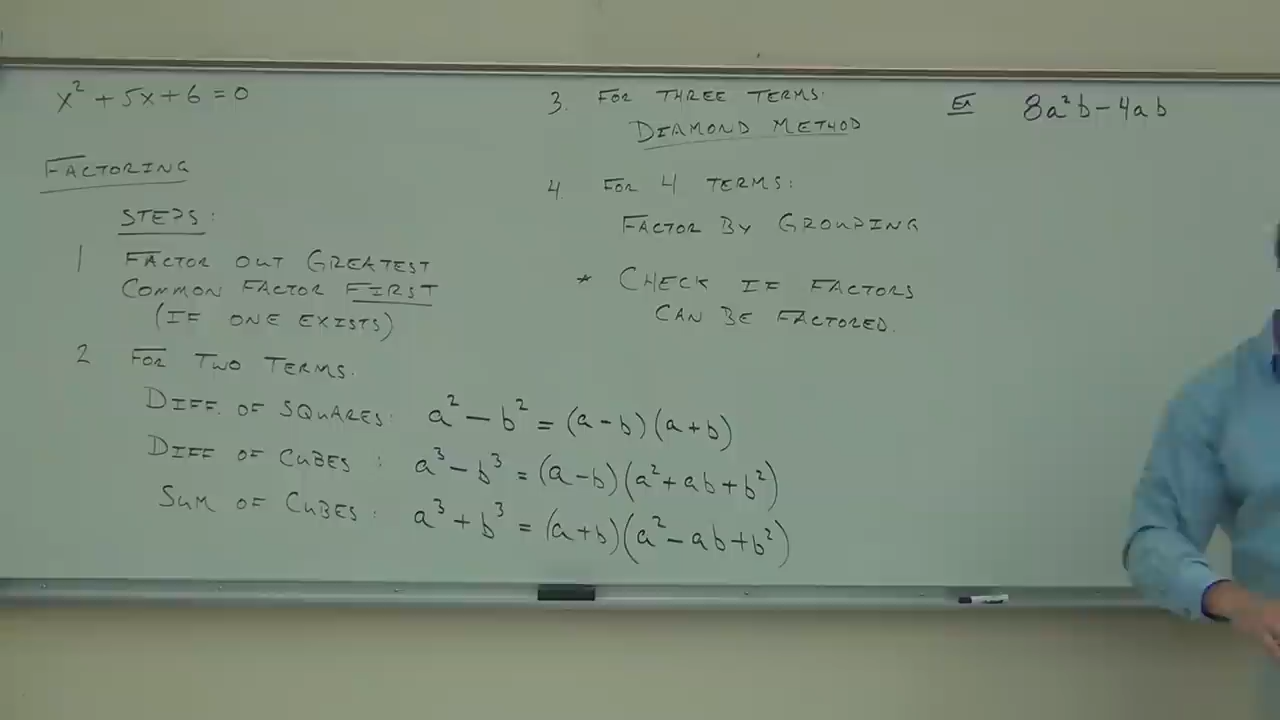 x² + 5x + 6 = 0
FACTORING
STEPS:
1 FACTOR OUT GREATEST
COMMON FACTOR FIRST
(IF ONE EXISTS)
2 FOR TWO TERMS.
DIFF. OF SQUARES: a² - b² = (a - b)(a + b)
DIFF OF CUBES: a³ - b³ = (a - b)(a² + ab + b²)
SUM OF CUBES: a³ + b³ = (a + b)(a² - ab + b²)
3. FOR THREE TERMS:
DIAMOND METHOD
4. FOR 4 TERMS:
FACTOR BY GROUPING
* CHECK IF FACTORS
CAN BE FACTORED.
Ex 8a²b - 4ab